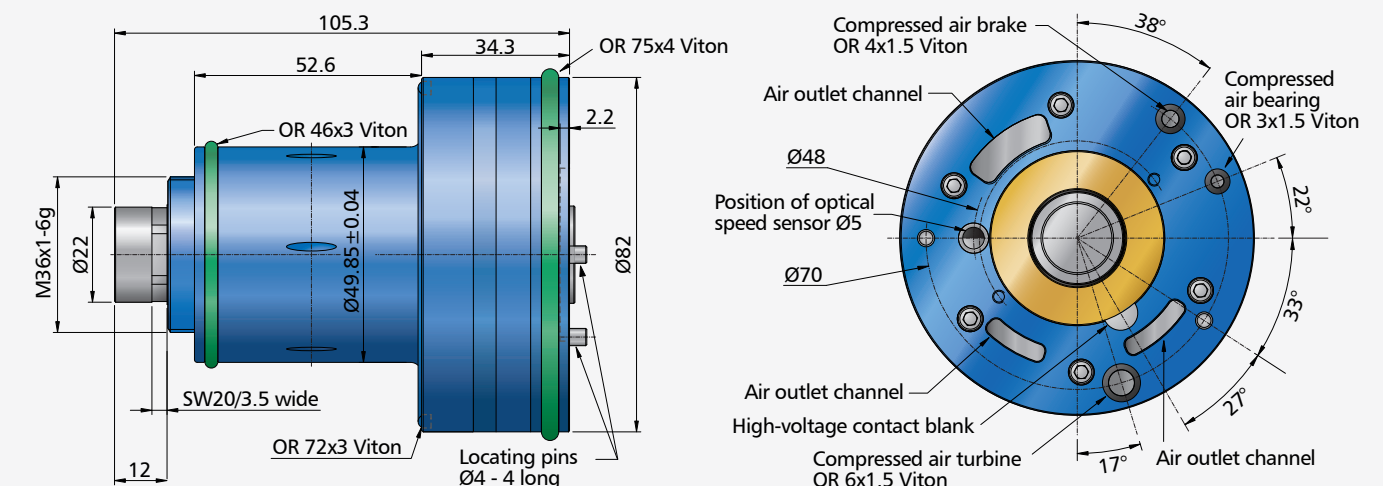 105.3
34.3
52.6
OR 75x4 Viton
2.2
OR 46x3 Viton
M36x1-6g
Ø22
Ø49.85±0.04
Ø82
SW20/3.5 wide
OR 72x3 Viton
12
Locating pins
Ø4 - 4 long
Compressed air brake
OR 4x1.5 Viton
38°
Air outlet channel
Compressed
air bearing
OR 3x1.5 Viton
Ø48
Position of optical
speed sensor Ø5
22°
Ø70
33°
Air outlet channel
27°
High-voltage contact blank
Compressed air turbine
OR 6x1.5 Viton
17°
Air outlet channel